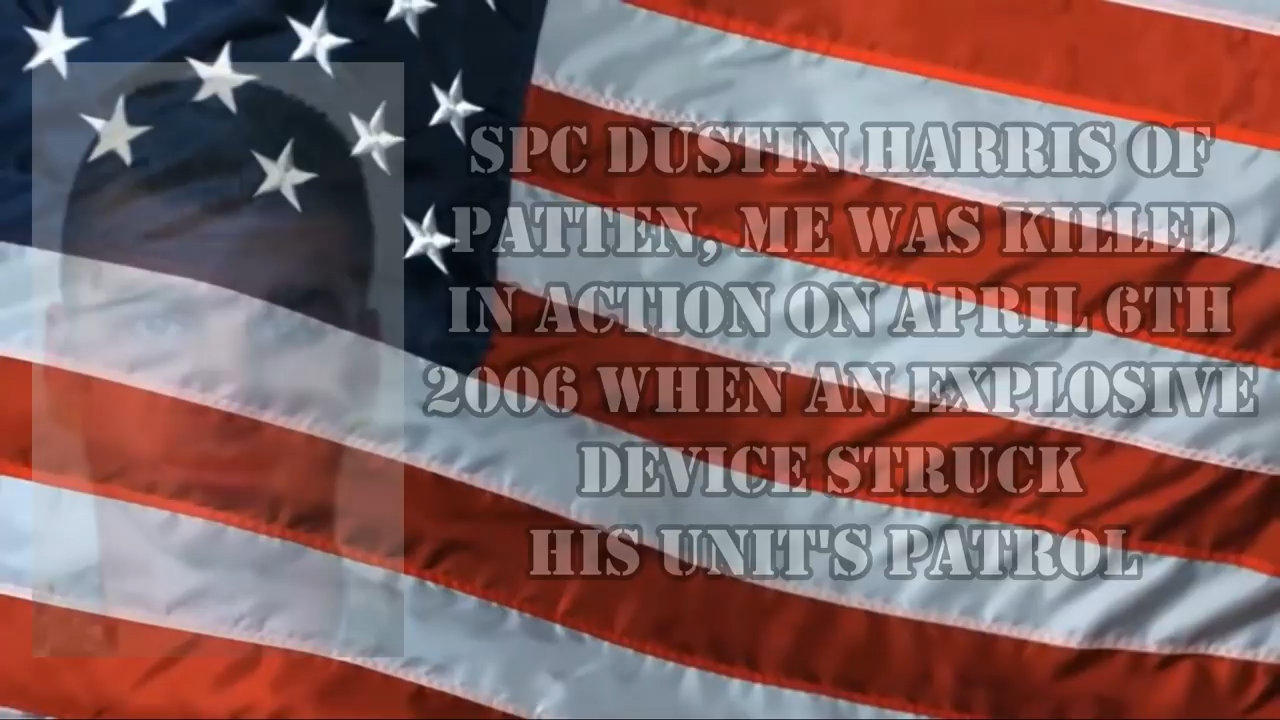 SPC DUSTIN HARRIS OF
PATTEN, ME WAS KILLED
IN ACTION ON APRIL 6TH
2006 WHEN AN EXPLOSIVE
DEVICE STRUCK
HIS UNIT'S PATROL